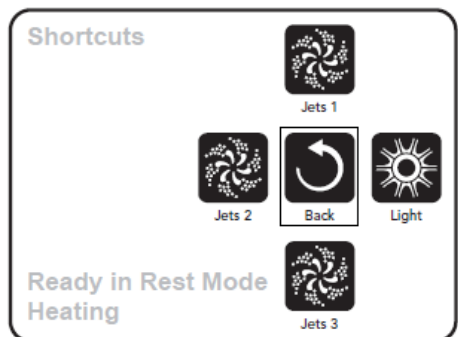 Shortcuts
Jets 1
Jets 2
Back
Light
Ready in Rest Mode
Heating
Jets 3